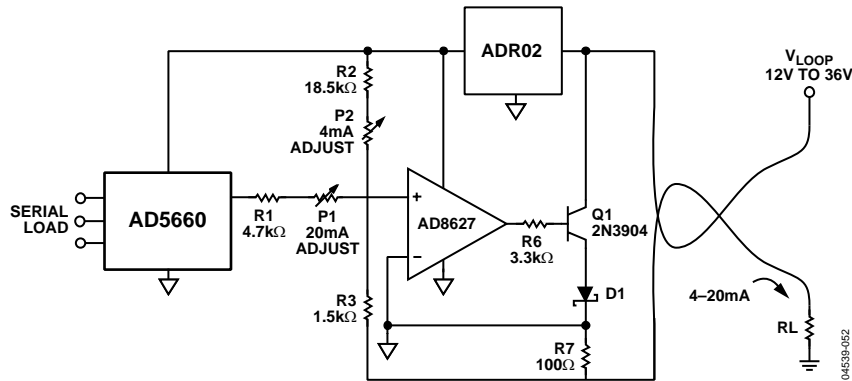 ADR02
V LOOP
12V TO 36V
R2
18.5kΩ
P2
4mA
ADJUST
SERIAL
LOAD
AD5660
R1
4.7kΩ
P1
20mA
ADJUST
+
−
AD8627
R6
3.3kΩ
Q1
2N3904
D1
R3
1.5kΩ
R7
100Ω
4–20mA
RL
04539-052